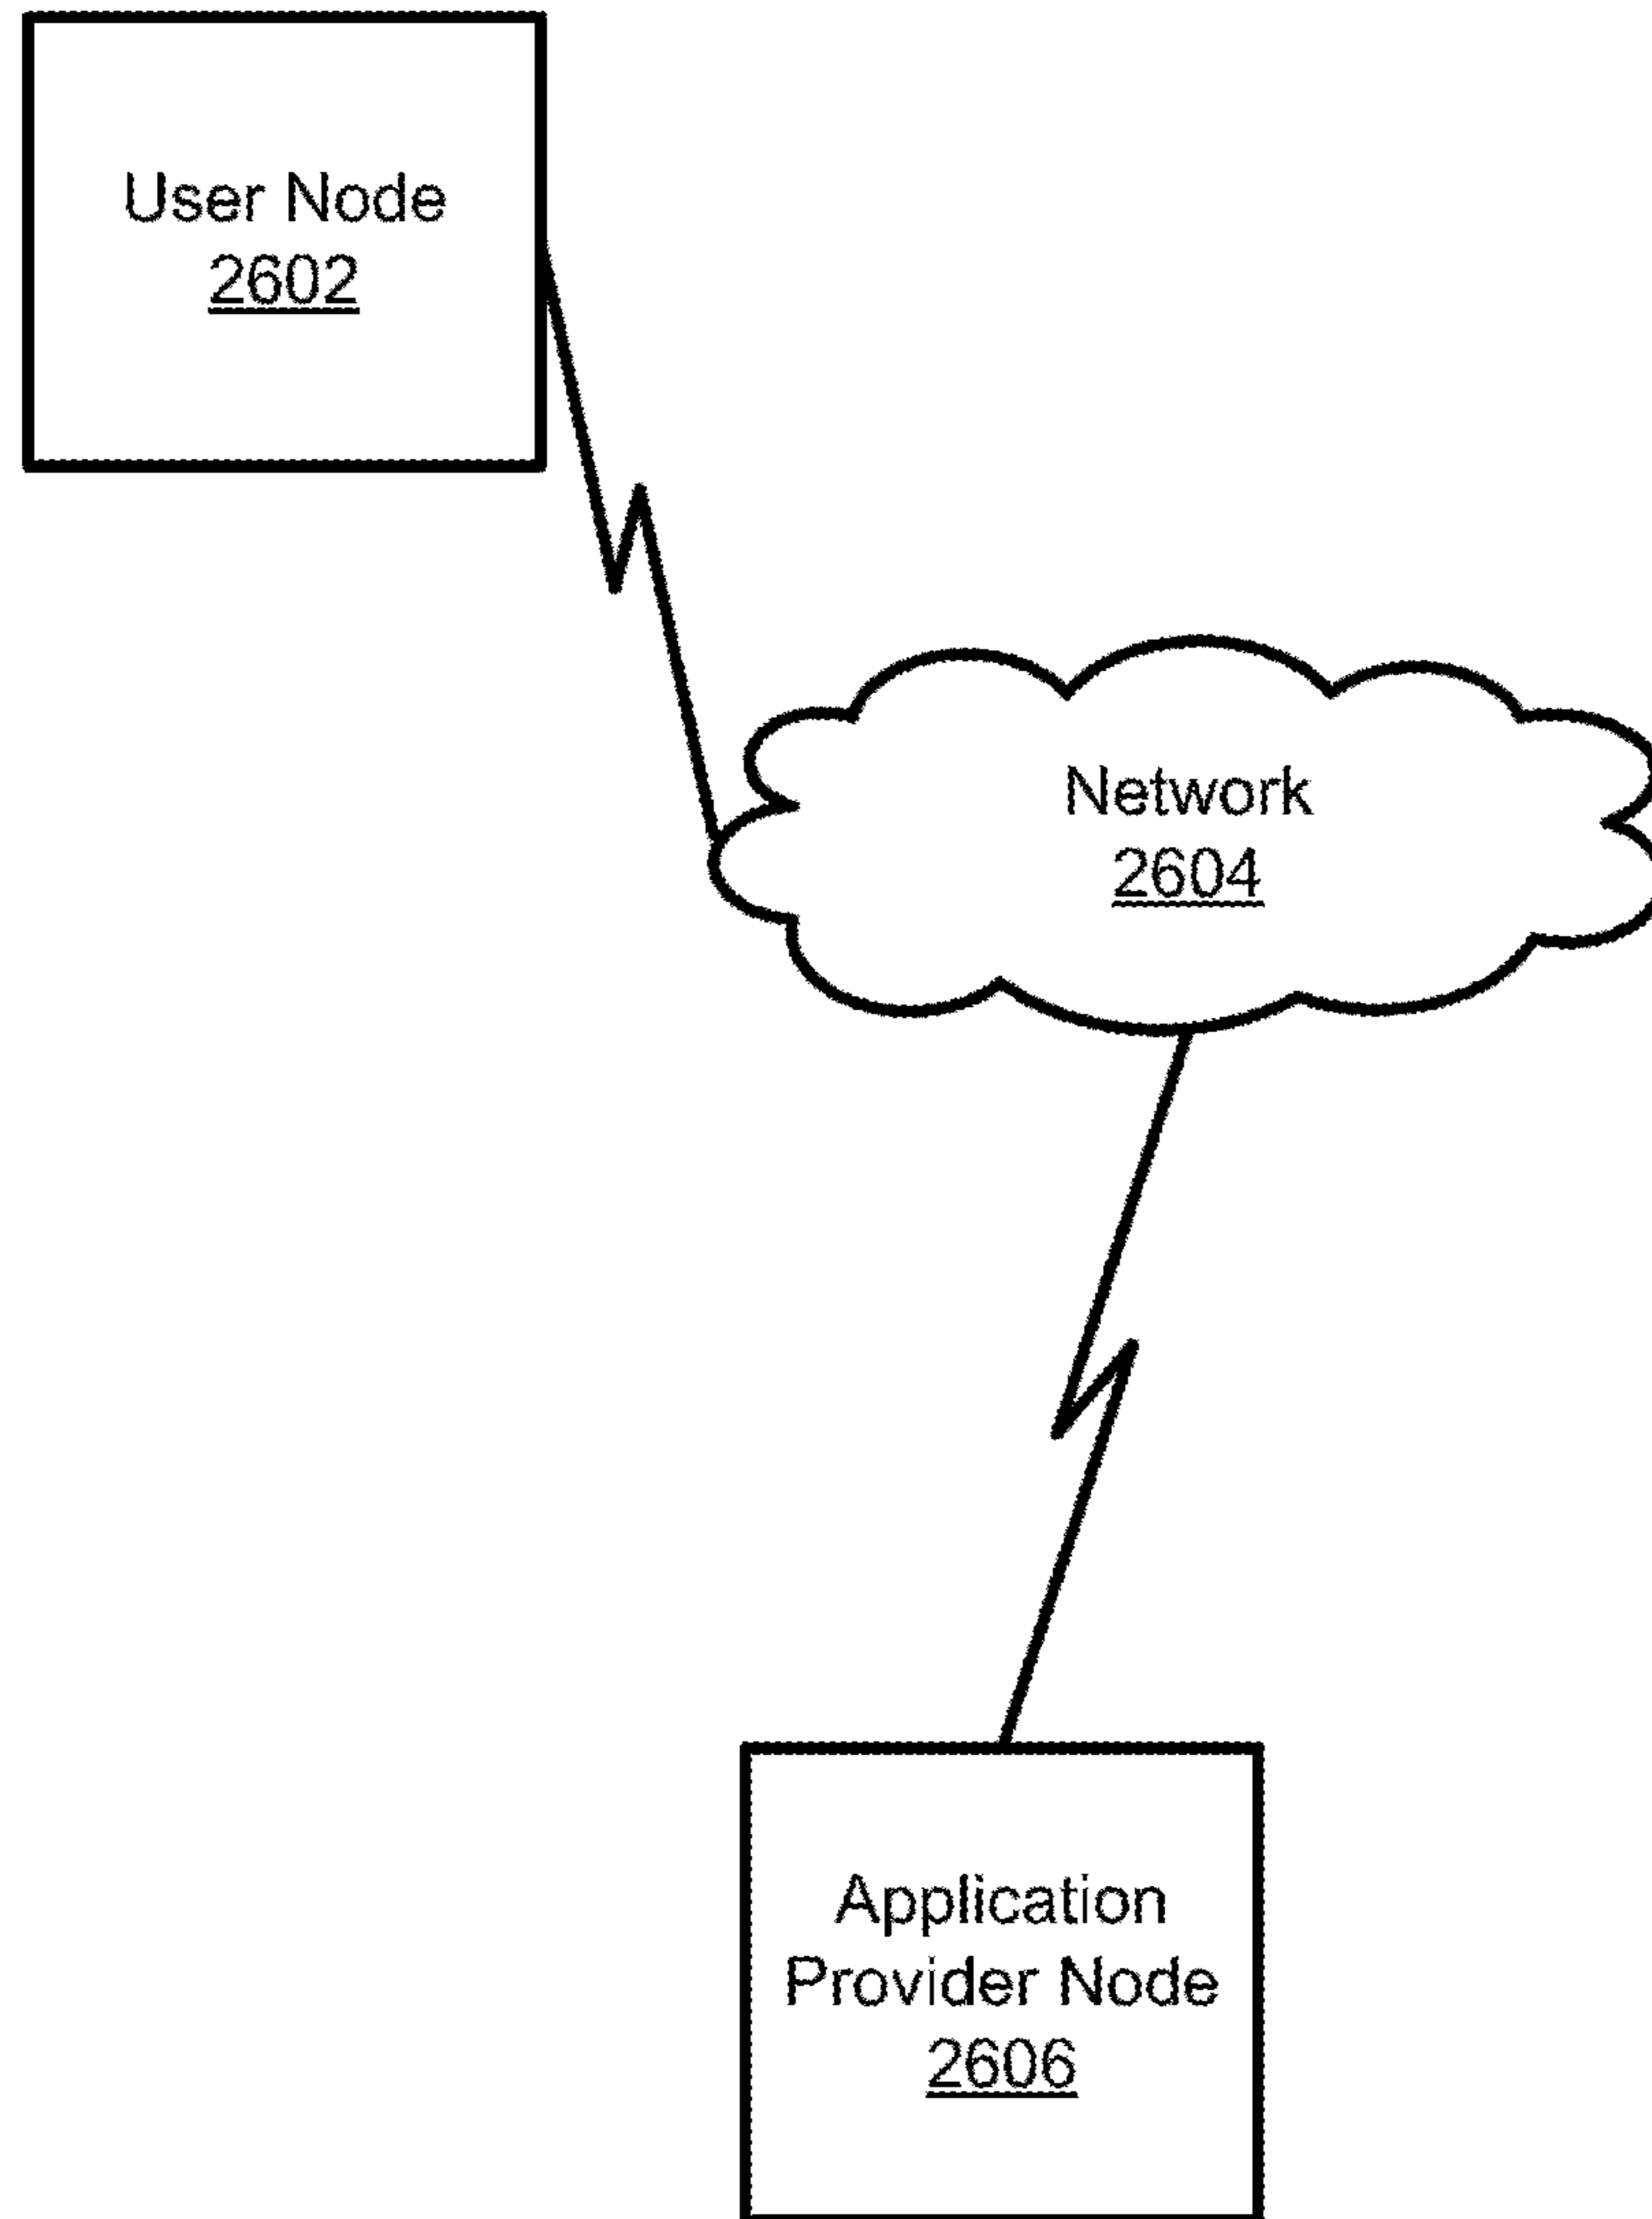 User Node
2602
Network
2604
Application
Provider Node
2606